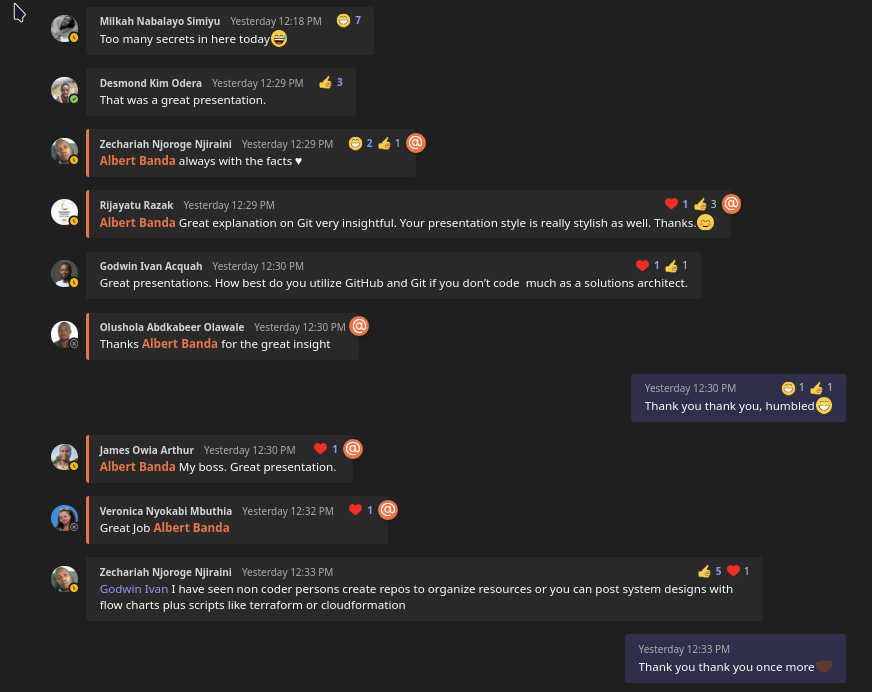 Milkah Nabalayo Simiyu Yesterday 12:18 PM 😁 7
Too many secrets in here today😅
Desmond Kim Odera Yesterday 12:29 PM 👍 3
That was a great presentation.
Zechariah Njoroge Njiraini Yesterday 12:29 PM 😁 2 👍 1 @
Albert Banda always with the facts ♥
Rijayatu Razak Yesterday 12:29 PM ❤️ 1 👍 3 @
Albert Banda Great explanation on Git very insightful. Your presentation style is really stylish as well. Thanks.😊
Godwin Ivan Acquah Yesterday 12:30 PM ❤️ 1 👍 1
Great presentations. How best do you utilize GitHub and Git if you don’t code  much as a solutions architect.
Olushola Abdkabeer Olawale Yesterday 12:30 PM @
Thanks Albert Banda for the great insight
Yesterday 12:30 PM 😁 1 👍 1
Thank you thank you, humbled😁
James Owia Arthur Yesterday 12:30 PM ❤️ 1 @
Albert Banda My boss. Great presentation.
Veronica Nyokabi Mbuthia Yesterday 12:32 PM ❤️ 1 @
Great Job Albert Banda
Zechariah Njoroge Njiraini Yesterday 12:33 PM 👍 5 ❤️ 1
Godwin Ivan I have seen non coder persons create repos to organize resources or you can post system designs with
flow charts plus scripts like terraform or cloudformation
Yesterday 12:33 PM
Thank you thank you once more